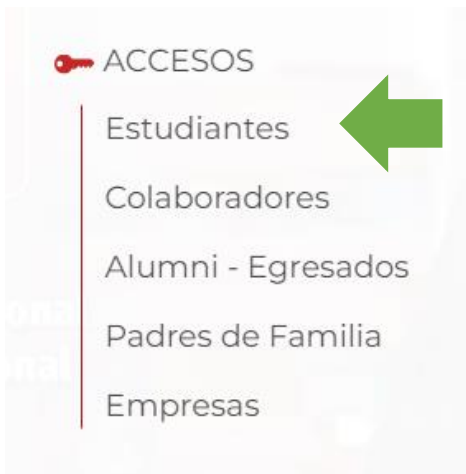 ACCESOS
Estudiantes
Colaboradores
Alumni - Egresados
Padres de Familia
Empresas